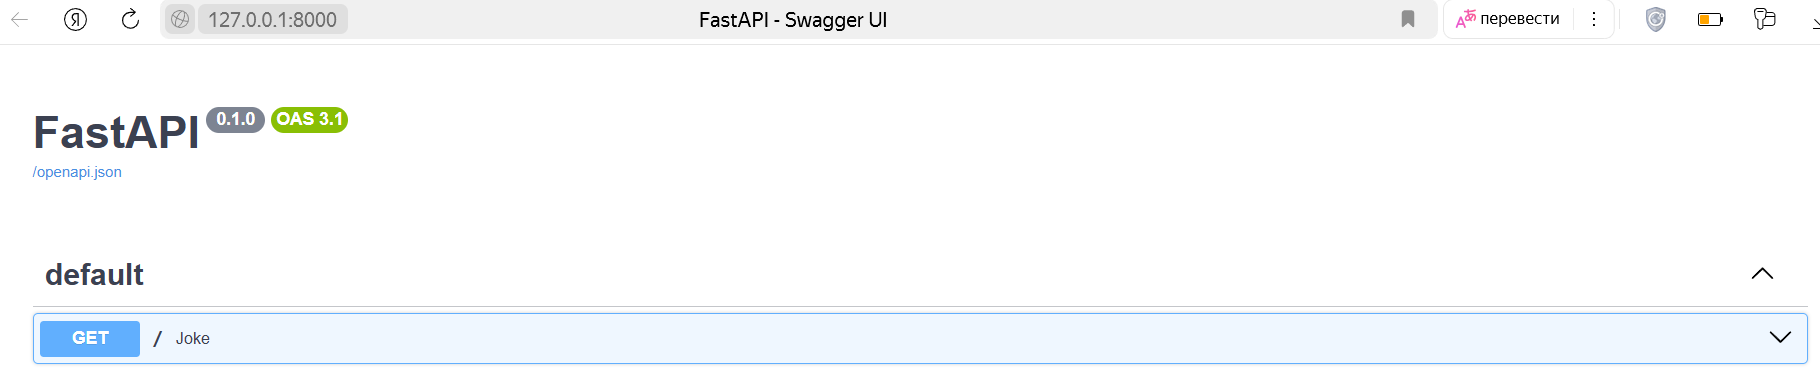 Я 127.0.0.1:8000 FastAPI - Swagger UI перевести
FastAPI 0.1.0 OAS 3.1
/openapi.json
default
GET / Joke